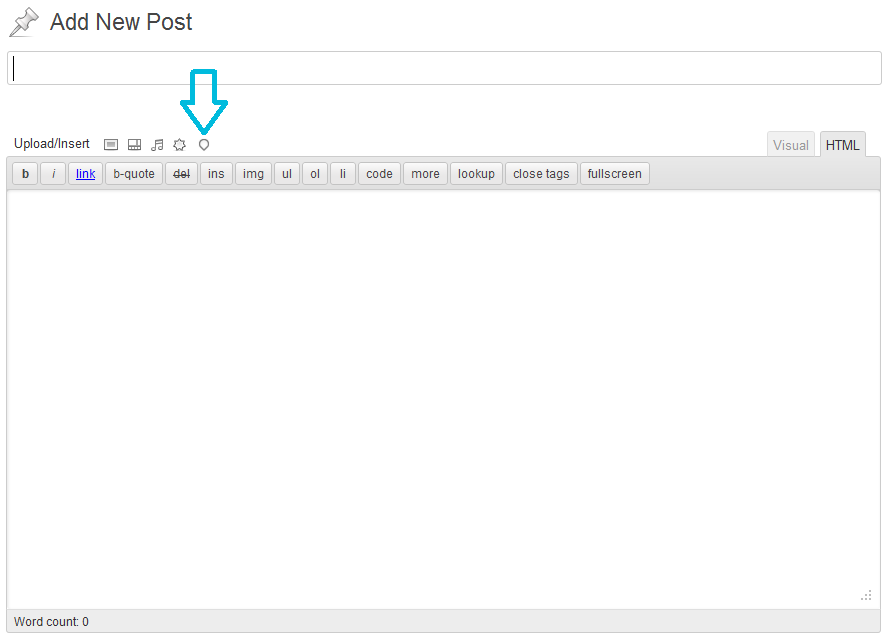 Add New Post
Upload/Insert
Visual HTML
b i link b-quote del ins img ul ol li code more lookup close tags fullscreen
Word count: 0